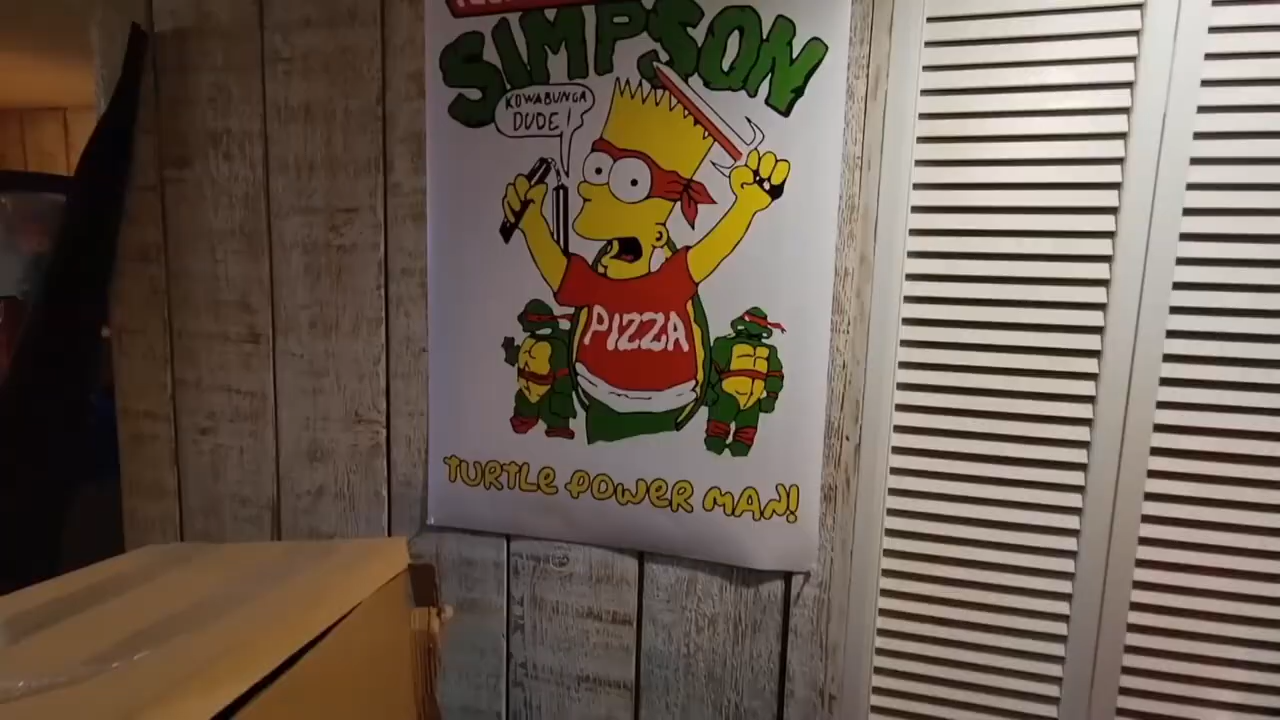 SIMPSON
KOWABUNGA
DUDE!
PIZZA
TURTLE POWER MAN!